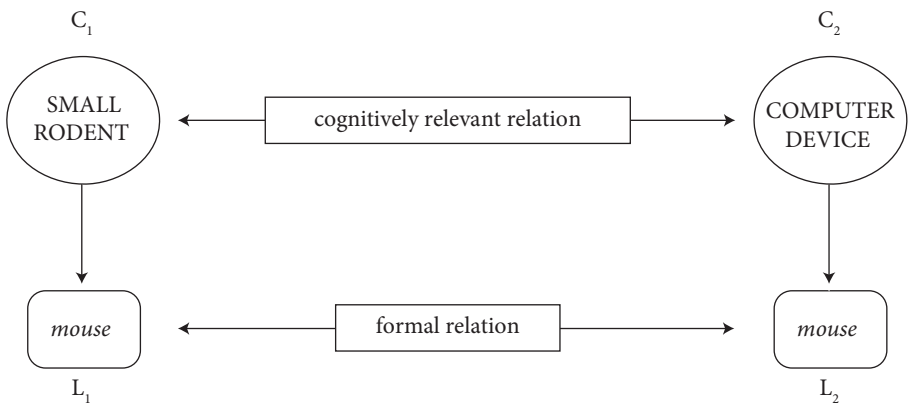 C₁
C₂
SMALL
RODENT
cognitively relevant relation
COMPUTER
DEVICE
mouse
formal relation
mouse
L₁
L₂